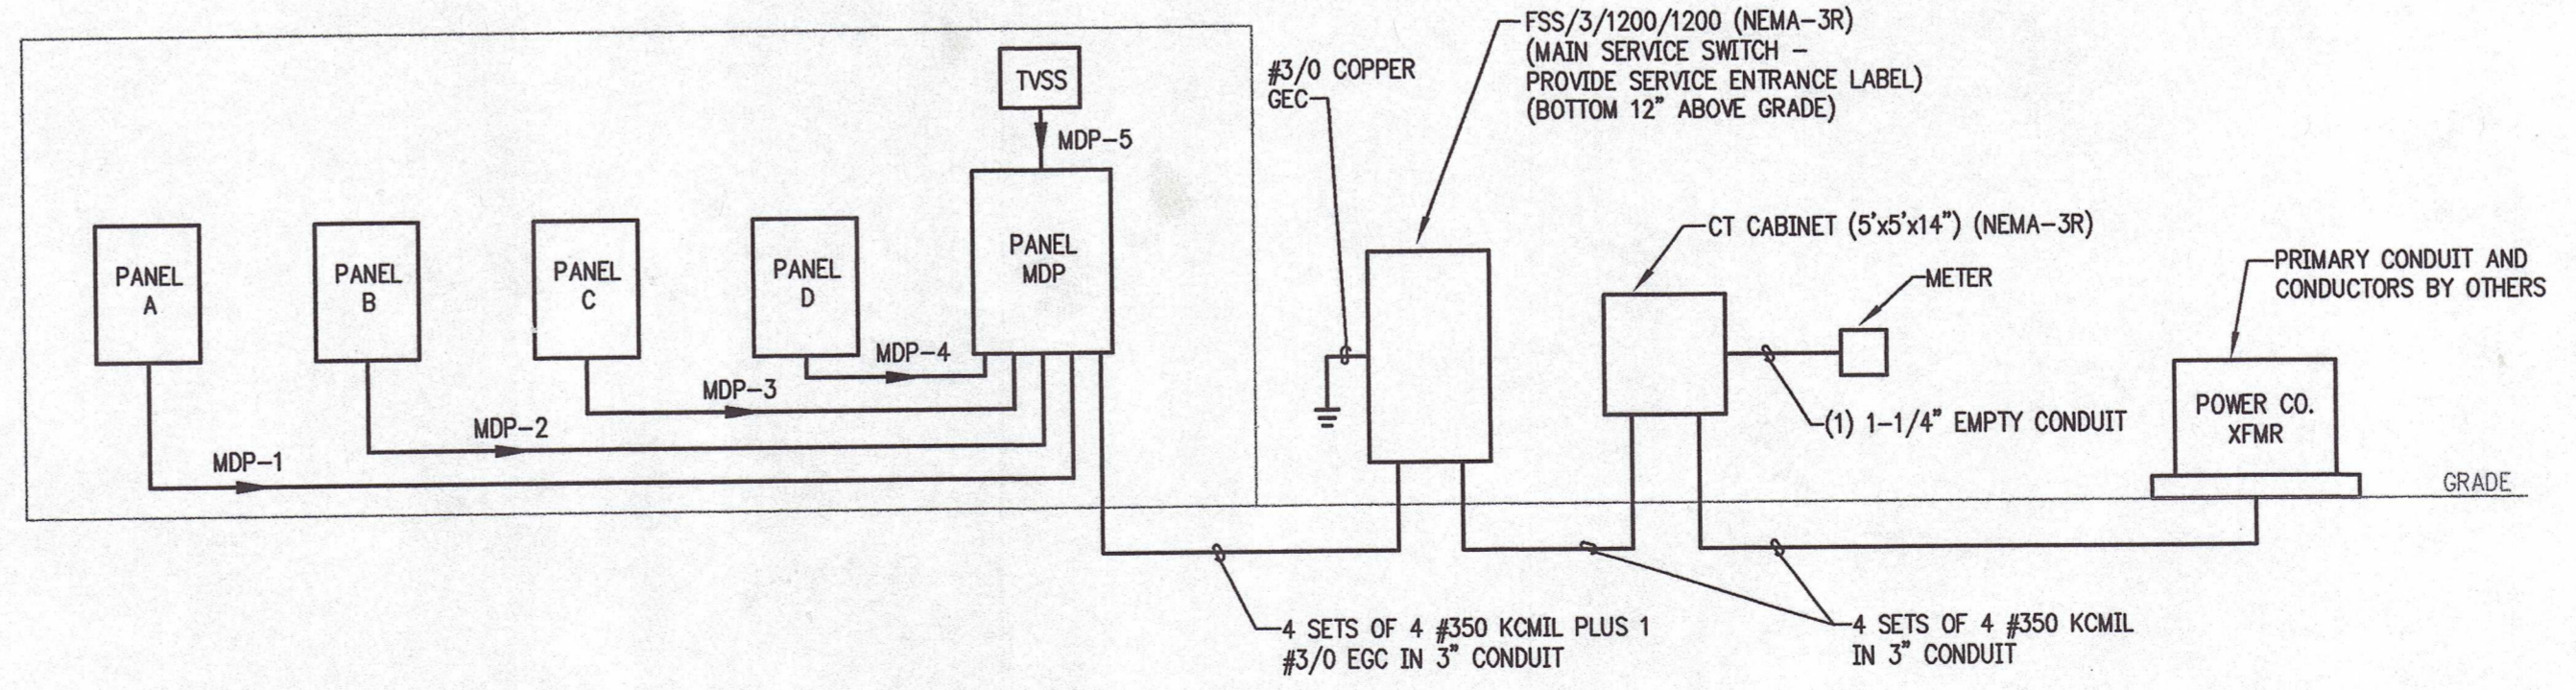 FSS/3/1200/1200 (NEMA-3R)
(MAIN SERVICE SWITCH -
PROVIDE SERVICE ENTRANCE LABEL)
(BOTTOM 12" ABOVE GRADE)
#3/0 COPPER
GEC
TVSS
MDP-5
PANEL
MDP
PANEL
A
PANEL
B
PANEL
C
PANEL
D
MDP-4
MDP-3
MDP-2
MDP-1
CT CABINET (5'x5'x14") (NEMA-3R)
METER
(1) 1-1/4" EMPTY CONDUIT
PRIMARY CONDUIT AND
CONDUCTORS BY OTHERS
POWER CO.
XFMR
GRADE
4 SETS OF 4 #350 KCMIL PLUS 1
#3/0 EGC IN 3" CONDUIT
4 SETS OF 4 #350 KCMIL
IN 3" CONDUIT